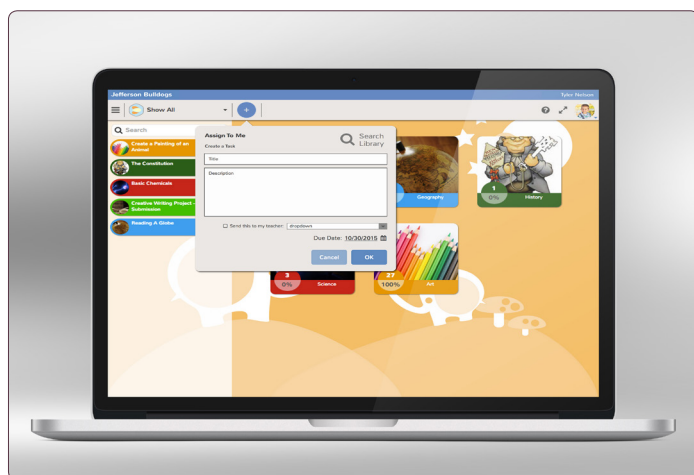 Jefferson Bulldogs
Tyler Nelson
Show All
Search
Create a Painting of an
Animal
The Constitution
Basic Chemicals
Creative Writing Project -
Submission
Reading A Globe
Assign To Me
Create a Task
Search
Library
Title
Description
Send this to my teacher:
dropdown
Due Date: 10/30/2015
Cancel
OK
Geography
1
0%
History
3
0%
Science
27
100%
Art